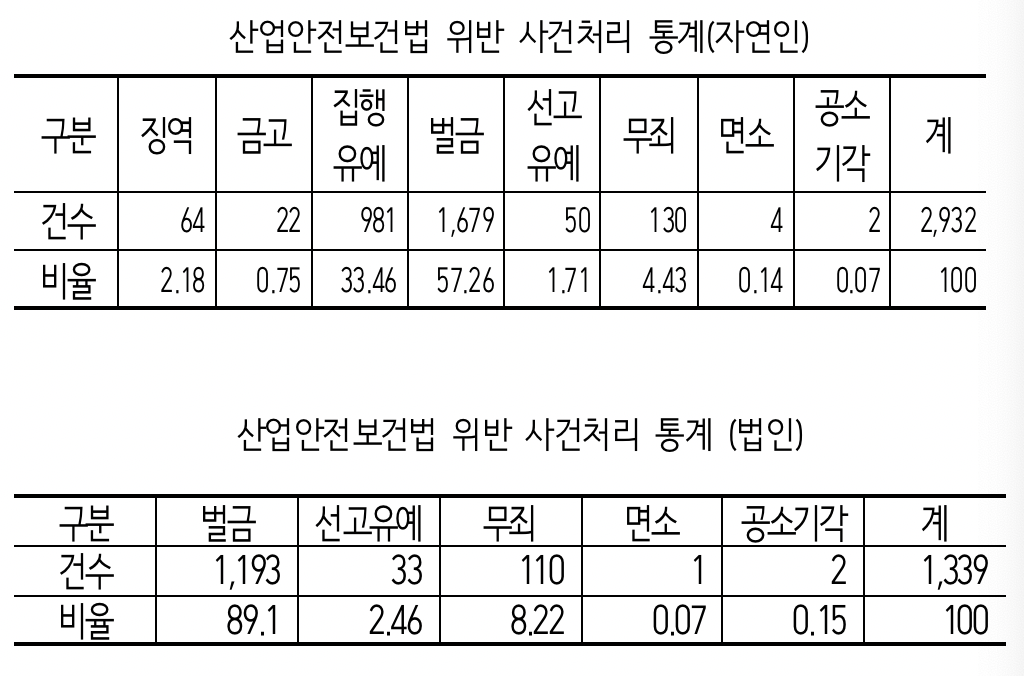 산업안전보건법 위반 사건처리 통계(자연인)
구분 징역 금고 집행유예 벌금 선고유예 무죄 면소 공소기각 계
건수 64 22 981 1,679 50 130 4 2 2,932
비율 2.18 0.75 33.46 57.26 1.71 4.43 0.14 0.07 100
산업안전보건법 위반 사건처리 통계 (법인)
구분 벌금 선고유예 무죄 면소 공소기각 계
건수 1,193 33 110 1 2 1,339
비율 89.1 2.46 8.22 0.07 0.15 100